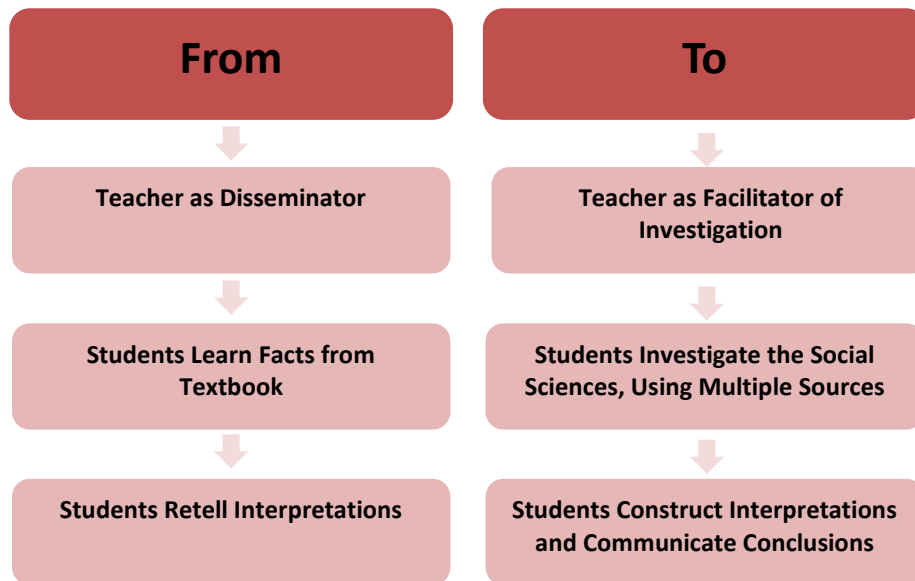 From
To
Teacher as Disseminator
Teacher as Facilitator of
Investigation
Students Learn Facts from
Textbook
Students Investigate the Social
Sciences, Using Multiple Sources
Students Retell Interpretations
Students Construct Interpretations
and Communicate Conclusions